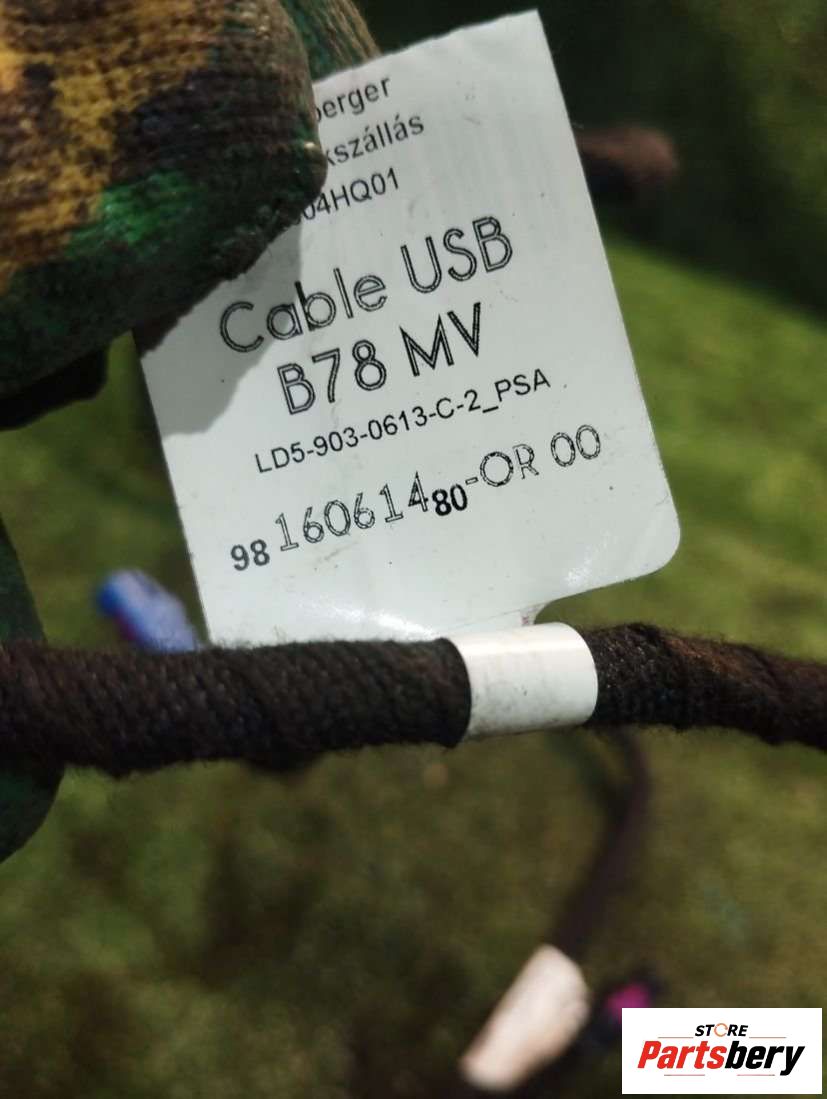 berger
kszállás
04HQ01
Cable USB
B78 MV
LD5-903-0613-C-2_PSA
98 160614 80-OR 00
STORE
Partsbery